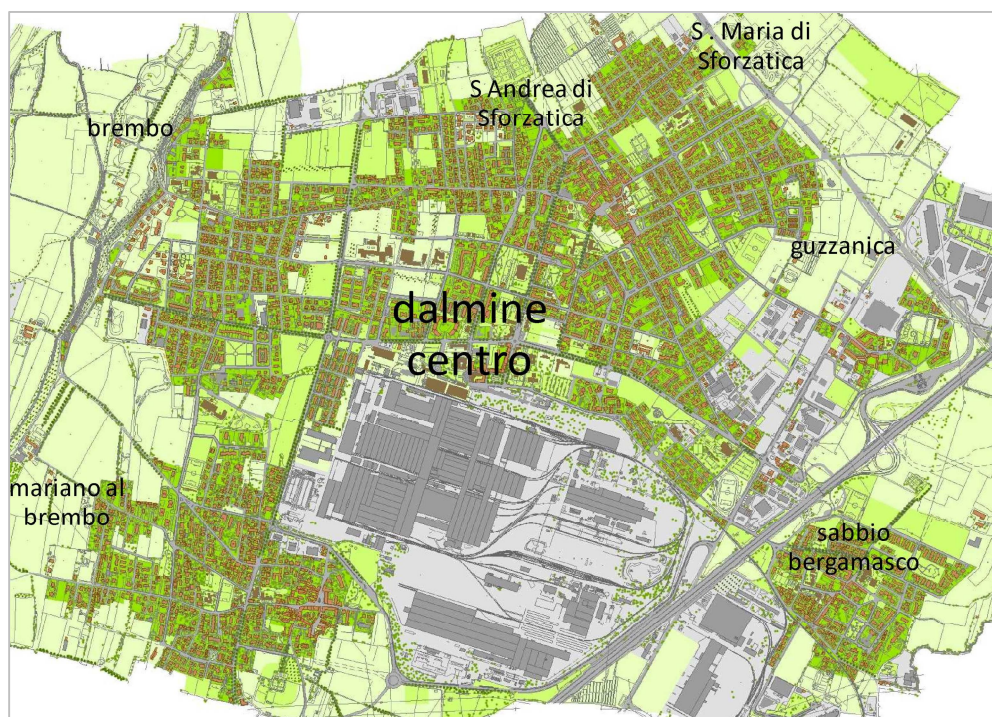 S . Maria di
Sforzatica
S Andrea di
Sforzatica
brembo
guzzanica
dalmine
centro
mariano al
brembo
sabbio
bergamasco